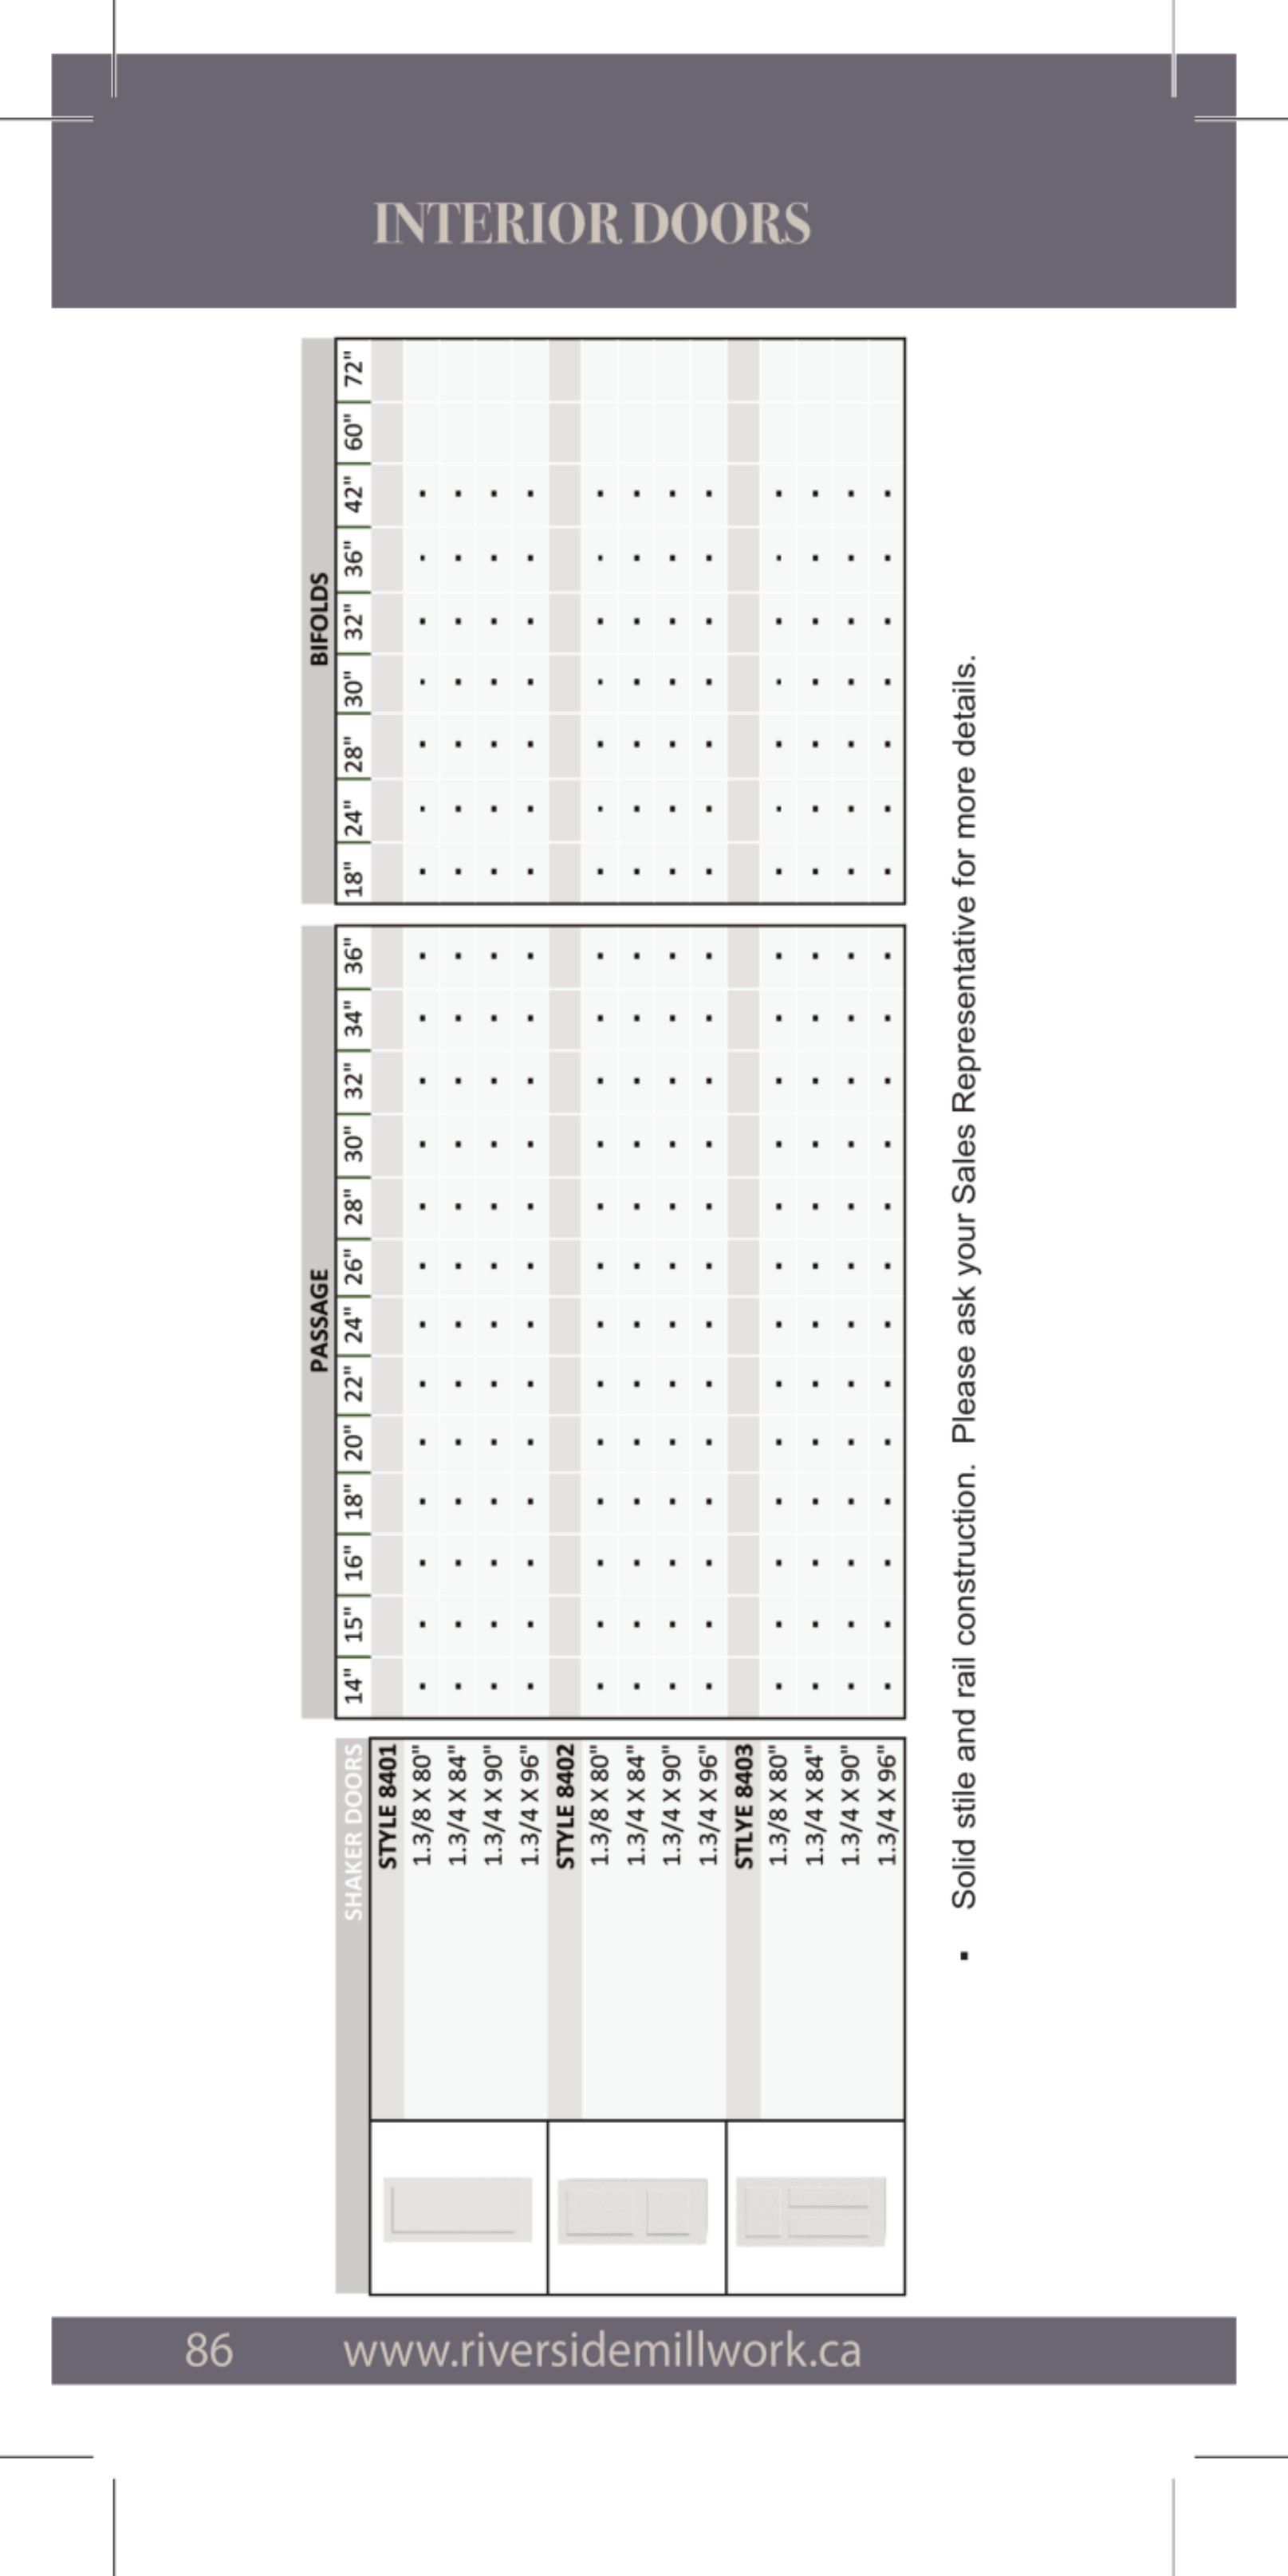 INTERIOR DOORS
PASSAGE BIFOLDS
SHAKER DOORS 14" 15" 16" 18" 20" 22" 24" 26" 28" 30" 32" 34" 36" 18" 24" 28" 30" 32" 36" 42" 60" 72"
STYLE 8401
1.3/8 X 80" ▪ ▪ ▪ ▪ ▪ ▪ ▪ ▪ ▪ ▪ ▪ ▪ ▪ ▪ ▪ ▪ ▪ ▪ ▪ ▪
1.3/4 X 84" ▪ ▪ ▪ ▪ ▪ ▪ ▪ ▪ ▪ ▪ ▪ ▪ ▪ ▪ ▪ ▪ ▪ ▪ ▪ ▪
1.3/4 X 90" ▪ ▪ ▪ ▪ ▪ ▪ ▪ ▪ ▪ ▪ ▪ ▪ ▪ ▪ ▪ ▪ ▪ ▪ ▪ ▪
1.3/4 X 96" ▪ ▪ ▪ ▪ ▪ ▪ ▪ ▪ ▪ ▪ ▪ ▪ ▪ ▪ ▪ ▪ ▪ ▪ ▪ ▪
STYLE 8402
1.3/8 X 80" ▪ ▪ ▪ ▪ ▪ ▪ ▪ ▪ ▪ ▪ ▪ ▪ ▪ ▪ ▪ ▪ ▪ ▪ ▪ ▪
1.3/4 X 84" ▪ ▪ ▪ ▪ ▪ ▪ ▪ ▪ ▪ ▪ ▪ ▪ ▪ ▪ ▪ ▪ ▪ ▪ ▪ ▪
1.3/4 X 90" ▪ ▪ ▪ ▪ ▪ ▪ ▪ ▪ ▪ ▪ ▪ ▪ ▪ ▪ ▪ ▪ ▪ ▪ ▪ ▪
1.3/4 X 96" ▪ ▪ ▪ ▪ ▪ ▪ ▪ ▪ ▪ ▪ ▪ ▪ ▪ ▪ ▪ ▪ ▪ ▪ ▪ ▪
STLYE 8403
1.3/8 X 80" ▪ ▪ ▪ ▪ ▪ ▪ ▪ ▪ ▪ ▪ ▪ ▪ ▪ ▪ ▪ ▪ ▪ ▪ ▪ ▪
1.3/4 X 84" ▪ ▪ ▪ ▪ ▪ ▪ ▪ ▪ ▪ ▪ ▪ ▪ ▪ ▪ ▪ ▪ ▪ ▪ ▪ ▪
1.3/4 X 90" ▪ ▪ ▪ ▪ ▪ ▪ ▪ ▪ ▪ ▪ ▪ ▪ ▪ ▪ ▪ ▪ ▪ ▪ ▪ ▪
1.3/4 X 96" ▪ ▪ ▪ ▪ ▪ ▪ ▪ ▪ ▪ ▪ ▪ ▪ ▪ ▪ ▪ ▪ ▪ ▪ ▪ ▪
▪ Solid stile and rail construction. Please ask your Sales Representative for more details.
86 www.riversidemillwork.ca